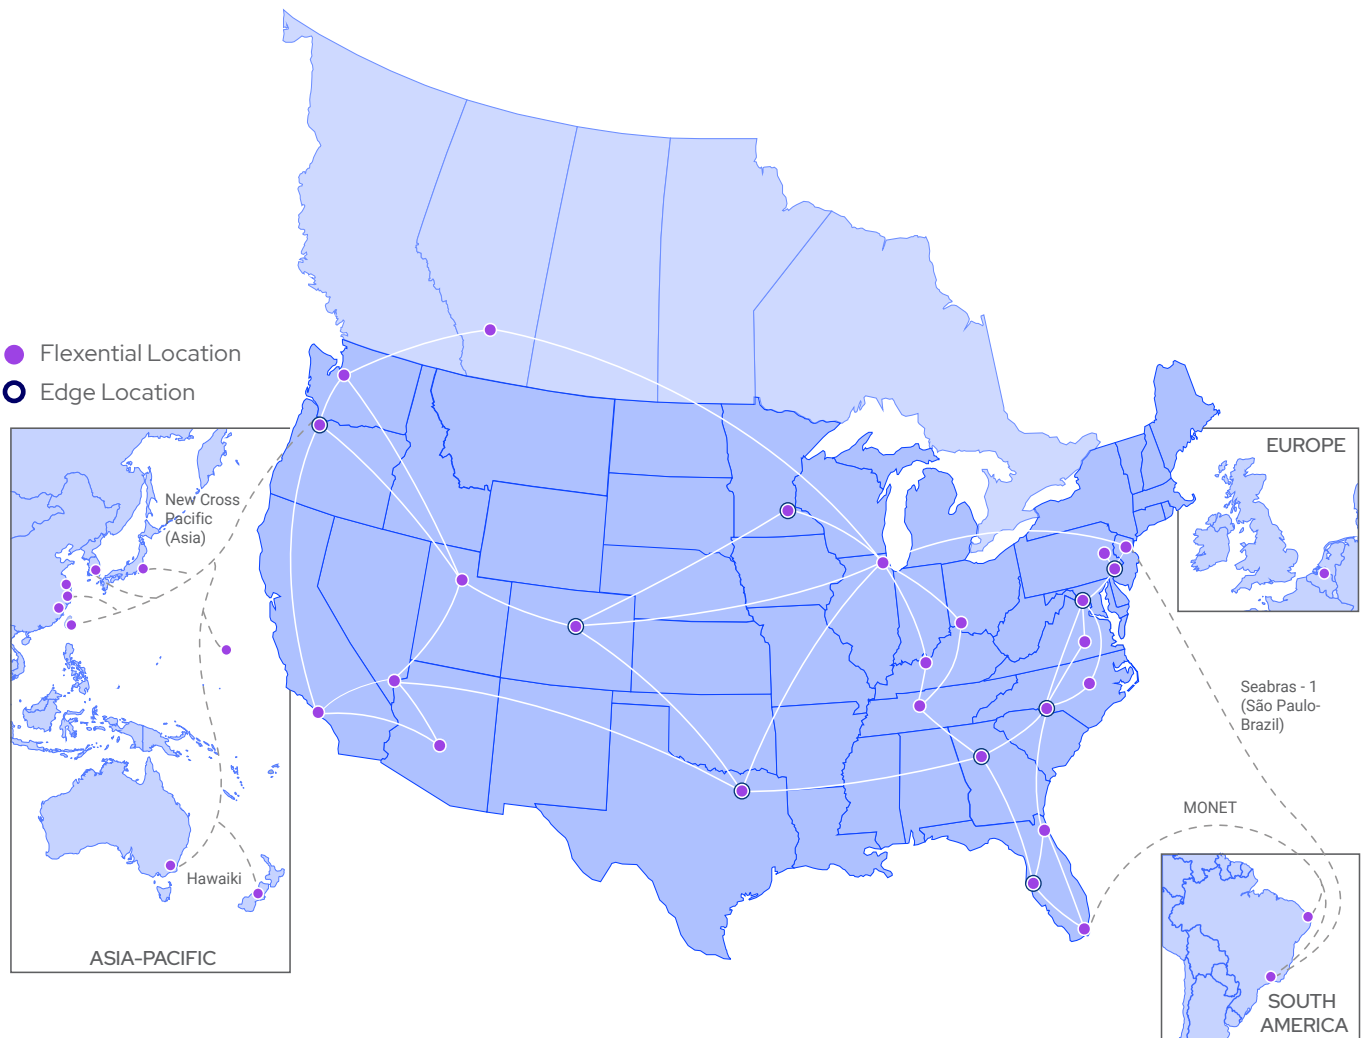 Flexential Location
Edge Location
New Cross
Pacific
(Asia)
Hawaiki
ASIA-PACIFIC
EUROPE
Seabras - 1
(São Paulo-
Brazil)
MONET
SOUTH
AMERICA